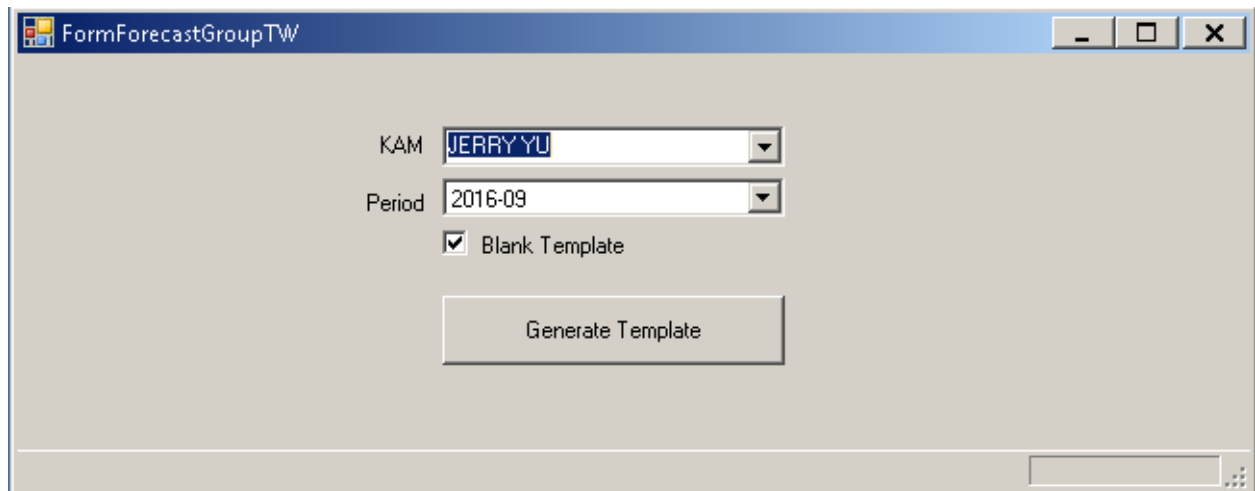 FormForecastGroupTW
KAM JERRY YU
Period 2016-09
Blank Template
Generate Template